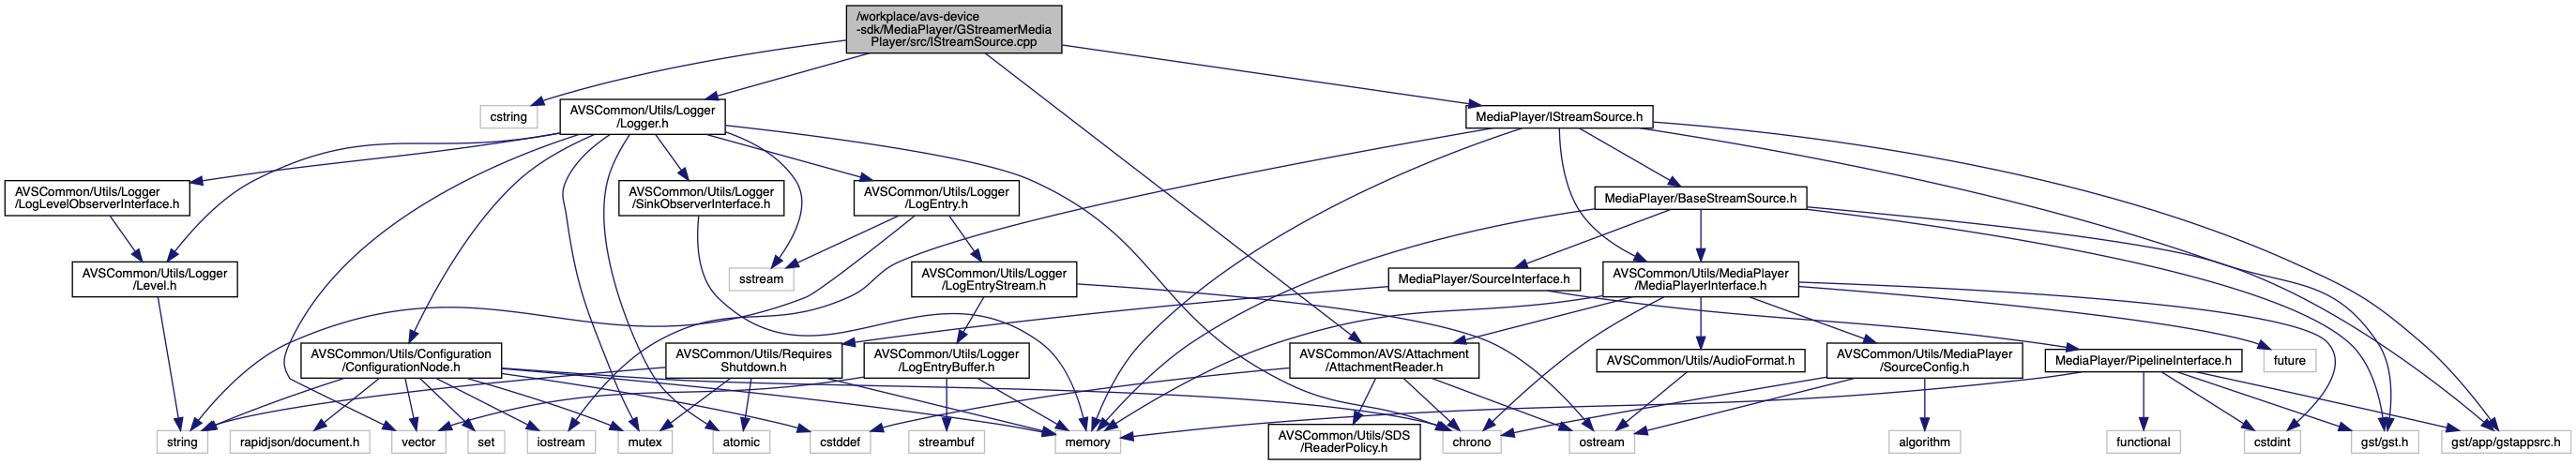 /workplace/avs-device
-sdk/MediaPlayer/GStreamerMedia
Player/src/IStreamSource.cpp
cstring
AVSCommon/Utils/Logger
/Logger.h
MediaPlayer/IStreamSource.h
AVSCommon/Utils/Logger
/LogLevelObserverInterface.h
AVSCommon/Utils/Logger
/SinkObserverInterface.h
AVSCommon/Utils/Logger
/LogEntry.h
MediaPlayer/BaseStreamSource.h
AVSCommon/Utils/Logger
/Level.h
sstream
AVSCommon/Utils/Logger
/LogEntryStream.h
MediaPlayer/SourceInterface.h
AVSCommon/Utils/MediaPlayer
/MediaPlayerInterface.h
AVSCommon/Utils/Configuration
/ConfigurationNode.h
AVSCommon/Utils/Requires
Shutdown.h
AVSCommon/Utils/Logger
/LogEntryBuffer.h
AVSCommon/AVS/Attachment
/AttachmentReader.h
AVSCommon/Utils/AudioFormat.h
AVSCommon/Utils/MediaPlayer
/SourceConfig.h
MediaPlayer/PipelineInterface.h
future
string
rapidjson/document.h
vector
set
iostream
mutex
atomic
cstddef
streambuf
memory
AVSCommon/Utils/SDS
/ReaderPolicy.h
chrono
ostream
algorithm
functional
cstdint
gst/gst.h
gst/app/gstappsrc.h